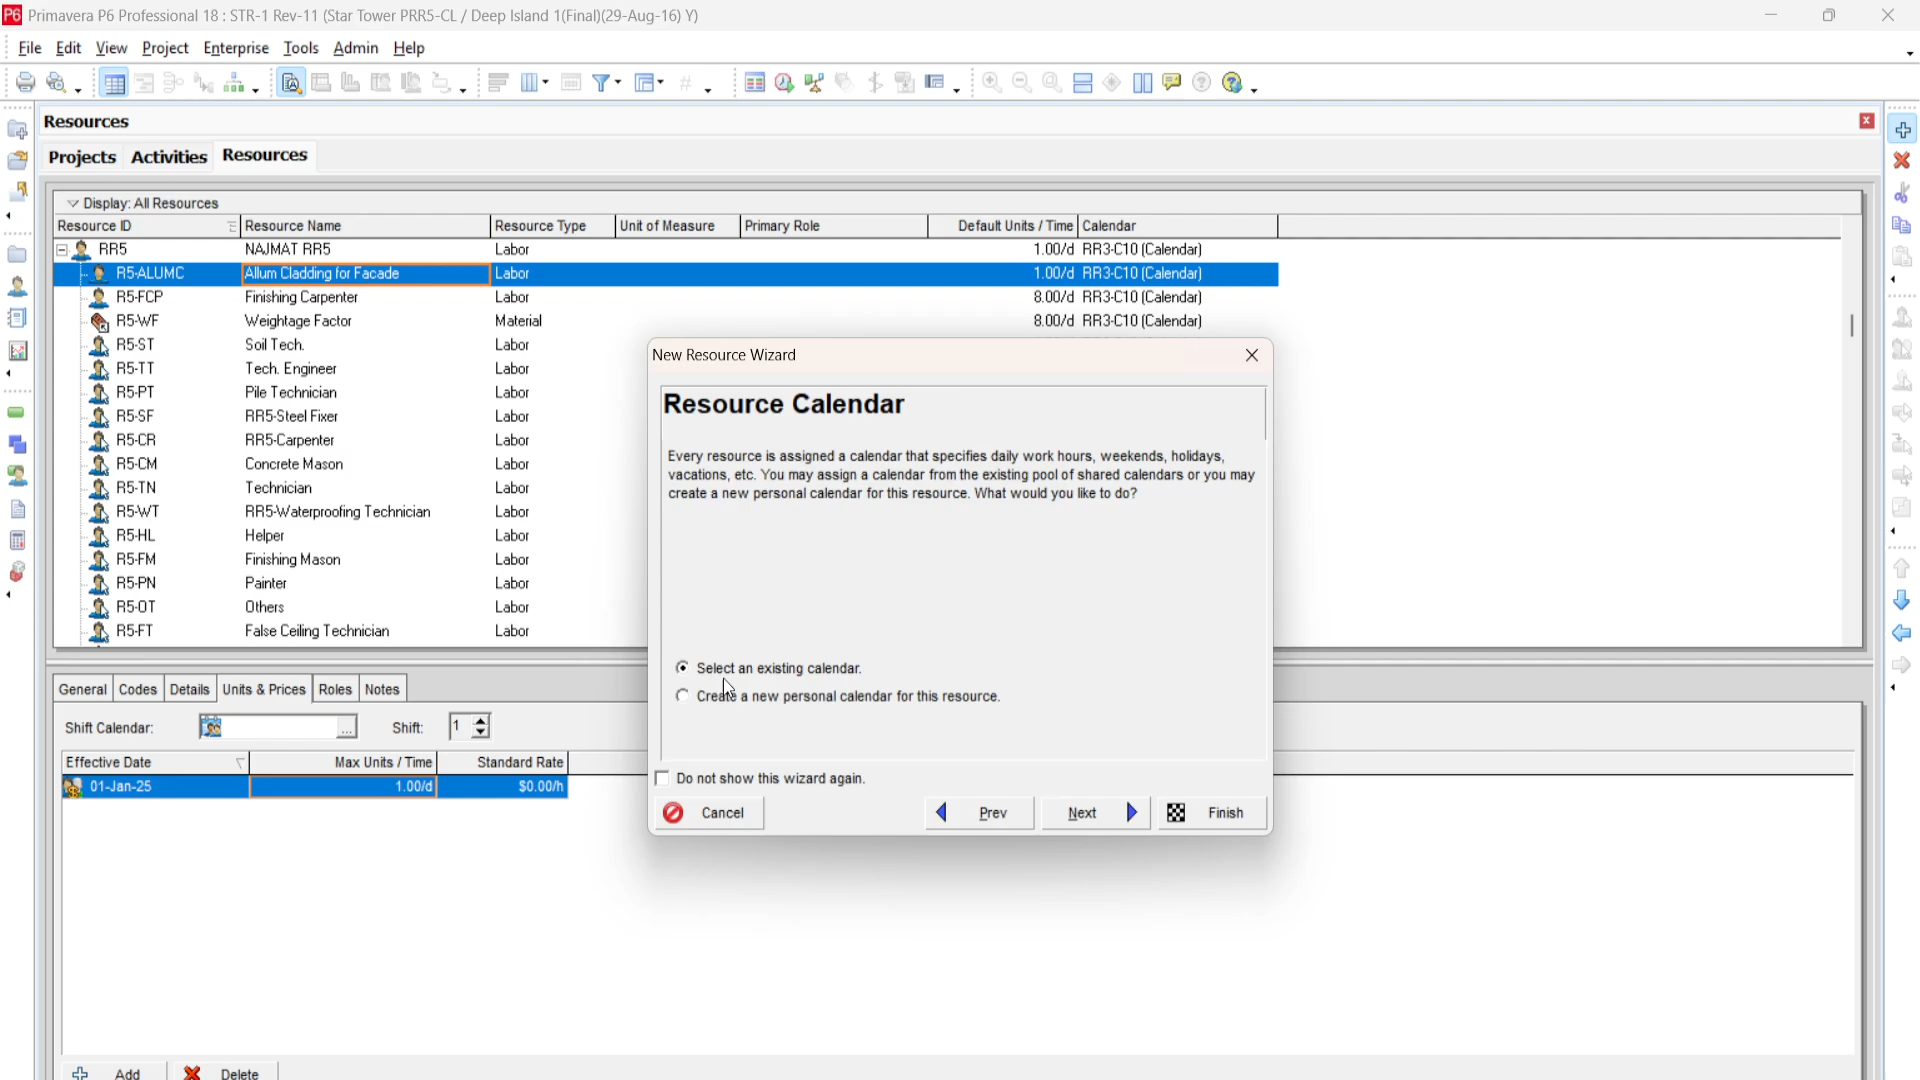 P6 Primavera P6 Professional 18 : STR-1 Rev-11 (Star Tower PRR5-CL / Deep Island 1(Final)(29-Aug-16) Y)
File Edit View Project Enterprise Tools Admin Help
Resources
Projects Activities Resources
Display: All Resources
Resource ID Resource Name Resource Type Unit of Measure Primary Role Default Units / Time Calendar
RR5 NAJMAT RR5 Labor 1.00/d RR3-C10 (Calendar)
R5-ALUMC Allum Cladding for Facade Labor 1.00/d RR3-C10 (Calendar)
R5-FCP Finishing Carpenter Labor 8.00/d RR3-C10 (Calendar)
R5-WF Weightage Factor Material 8.00/d RR3-C10 (Calendar)
R5-ST Soil Tech. Labor
R5-TT Tech. Engineer Labor
R5-PT Pile Technician Labor
R5-SF RR5-Steel Fixer Labor
R5-CR RR5-Carpenter Labor
R5-CM Concrete Mason Labor
R5-TN Technician Labor
R5-WT RR5-Waterproofing Technician Labor
R5-HL Helper Labor
R5-FM Finishing Mason Labor
R5-PN Painter Labor
R5-OT Others Labor
R5-FT False Ceiling Technician Labor
New Resource Wizard
Resource Calendar
Every resource is assigned a calendar that specifies daily work hours, weekends, holidays,
vacations, etc. You may assign a calendar from the existing pool of shared calendars or you may
create a new personal calendar for this resource. What would you like to do?
Select an existing calendar.
Create a new personal calendar for this resource.
Do not show this wizard again.
Cancel Prev Next Finish
General Codes Details Units & Prices Roles Notes
Shift Calendar: ... Shift: 1
Effective Date Max Units / Time Standard Rate
01-Jan-25 1.00/d $0.00/h
Add Delete